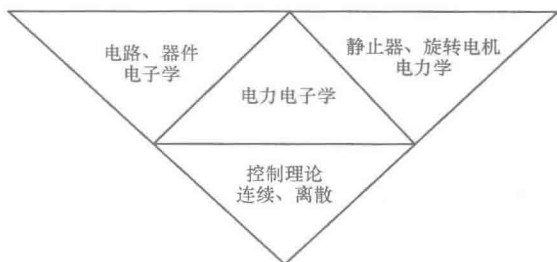 电路、器件
电子学
静止器、旋转电机
电力学
电力电子学
控制理论
连续、离散